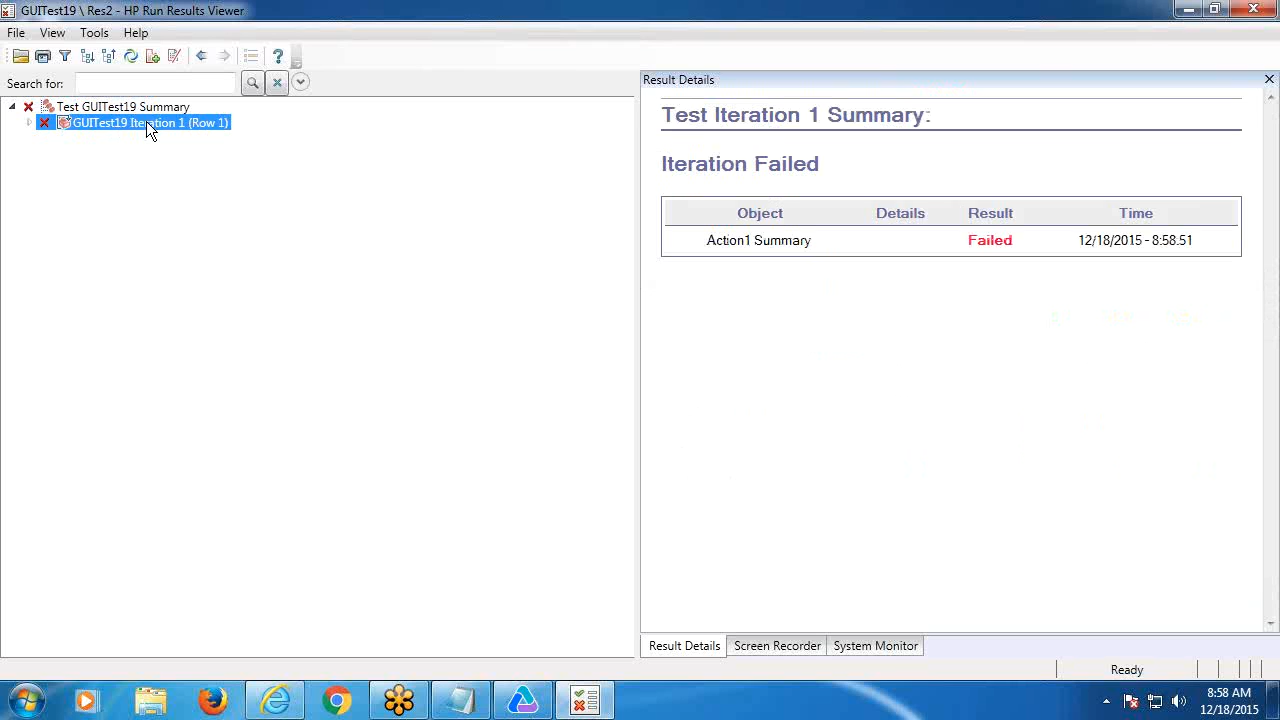 GUITest19 \ Res2 - HP Run Results Viewer
File View Tools Help
Search for:
Test GUITest19 Summary
GUITest19 Iteration 1 (Row 1)
Result Details
Test Iteration 1 Summary:
Iteration Failed
Object Details Result Time
Action1 Summary Failed 12/18/2015 - 8:58:51
Result Details Screen Recorder System Monitor
Ready
8:58 AM
12/18/2015